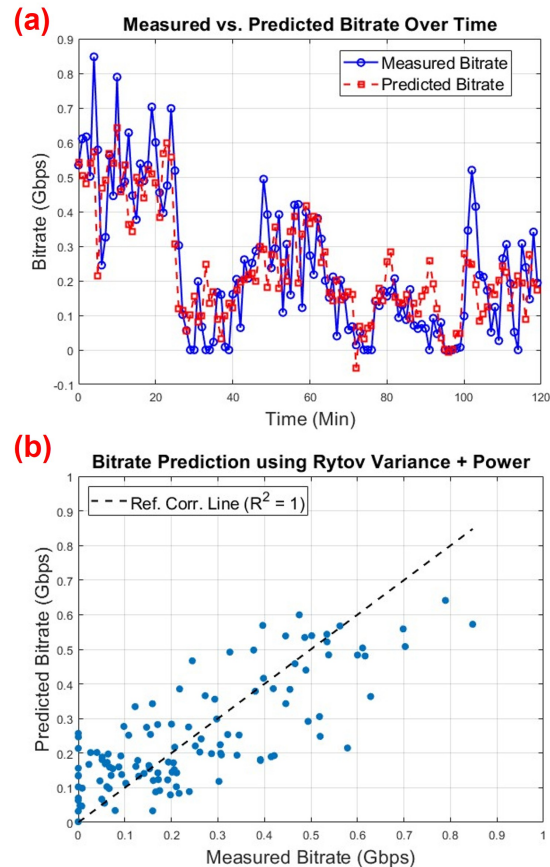 (a)
Measured vs. Predicted Bitrate Over Time
Measured Bitrate
Predicted Bitrate
Bitrate (Gbps)
0.9
0.8
0.7
0.6
0.5
0.4
0.3
0.2
0.1
0
-0.1
0 20 40 60 80 100 120
Time (Min)
(b)
Bitrate Prediction using Rytov Variance + Power
Ref. Corr. Line (R² = 1)
Predicted Bitrate (Gbps)
1
0.9
0.8
0.7
0.6
0.5
0.4
0.3
0.2
0.1
0
0 0.1 0.2 0.3 0.4 0.5 0.6 0.7 0.8 0.9 1
Measured Bitrate (Gbps)